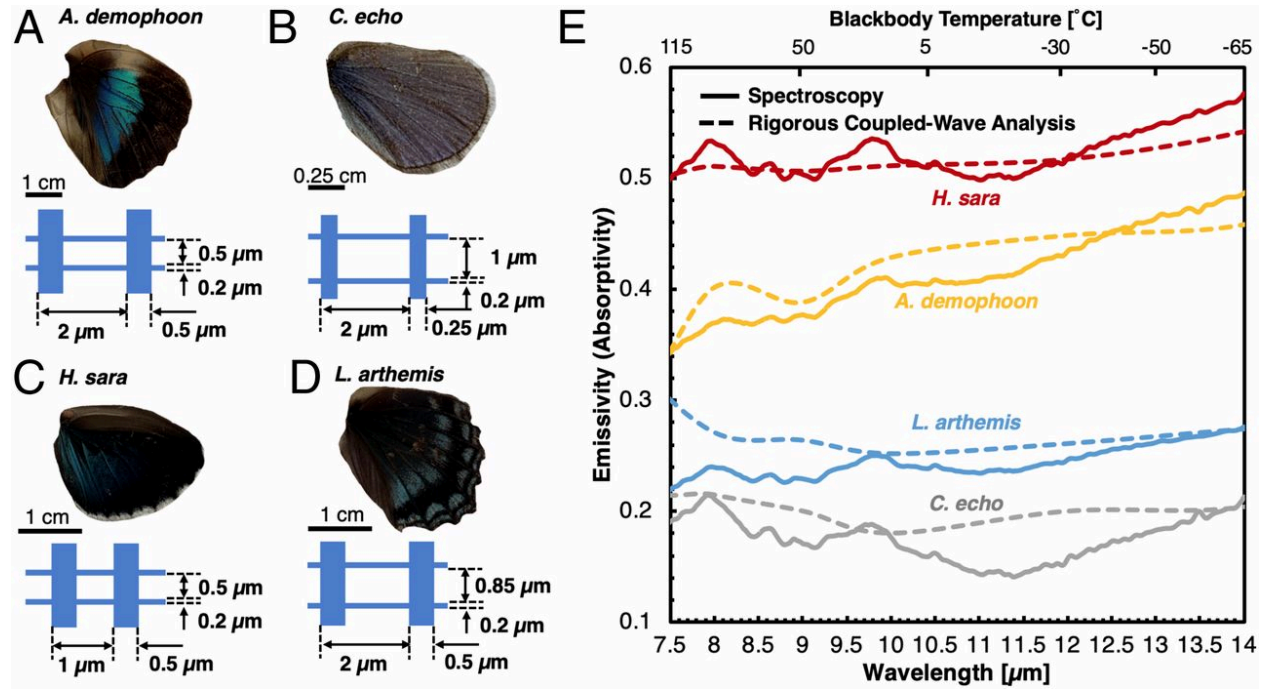 A
A. demophoon
1 cm
0.5 µm
0.2 µm
2 µm
0.5 µm
B
C. echo
0.25 cm
1 µm
0.2 µm
2 µm
0.25 µm
C
H. sara
1 cm
0.5 µm
0.2 µm
1 µm
0.5 µm
D
L. arthemis
1 cm
0.85 µm
0.2 µm
2 µm
0.5 µm
E
Blackbody Temperature [˚C]
115 50 5 -30 -50 -65
0.6
0.5
0.4
0.3
0.2
0.1
Emissivity (Absorptivity)
Spectroscopy
Rigorous Coupled-Wave Analysis
H. sara
A. demophoon
L. arthemis
C. echo
7.5 8 8.5 9 9.5 10 10.5 11 11.5 12 12.5 13 13.5 14
Wavelength [µm]